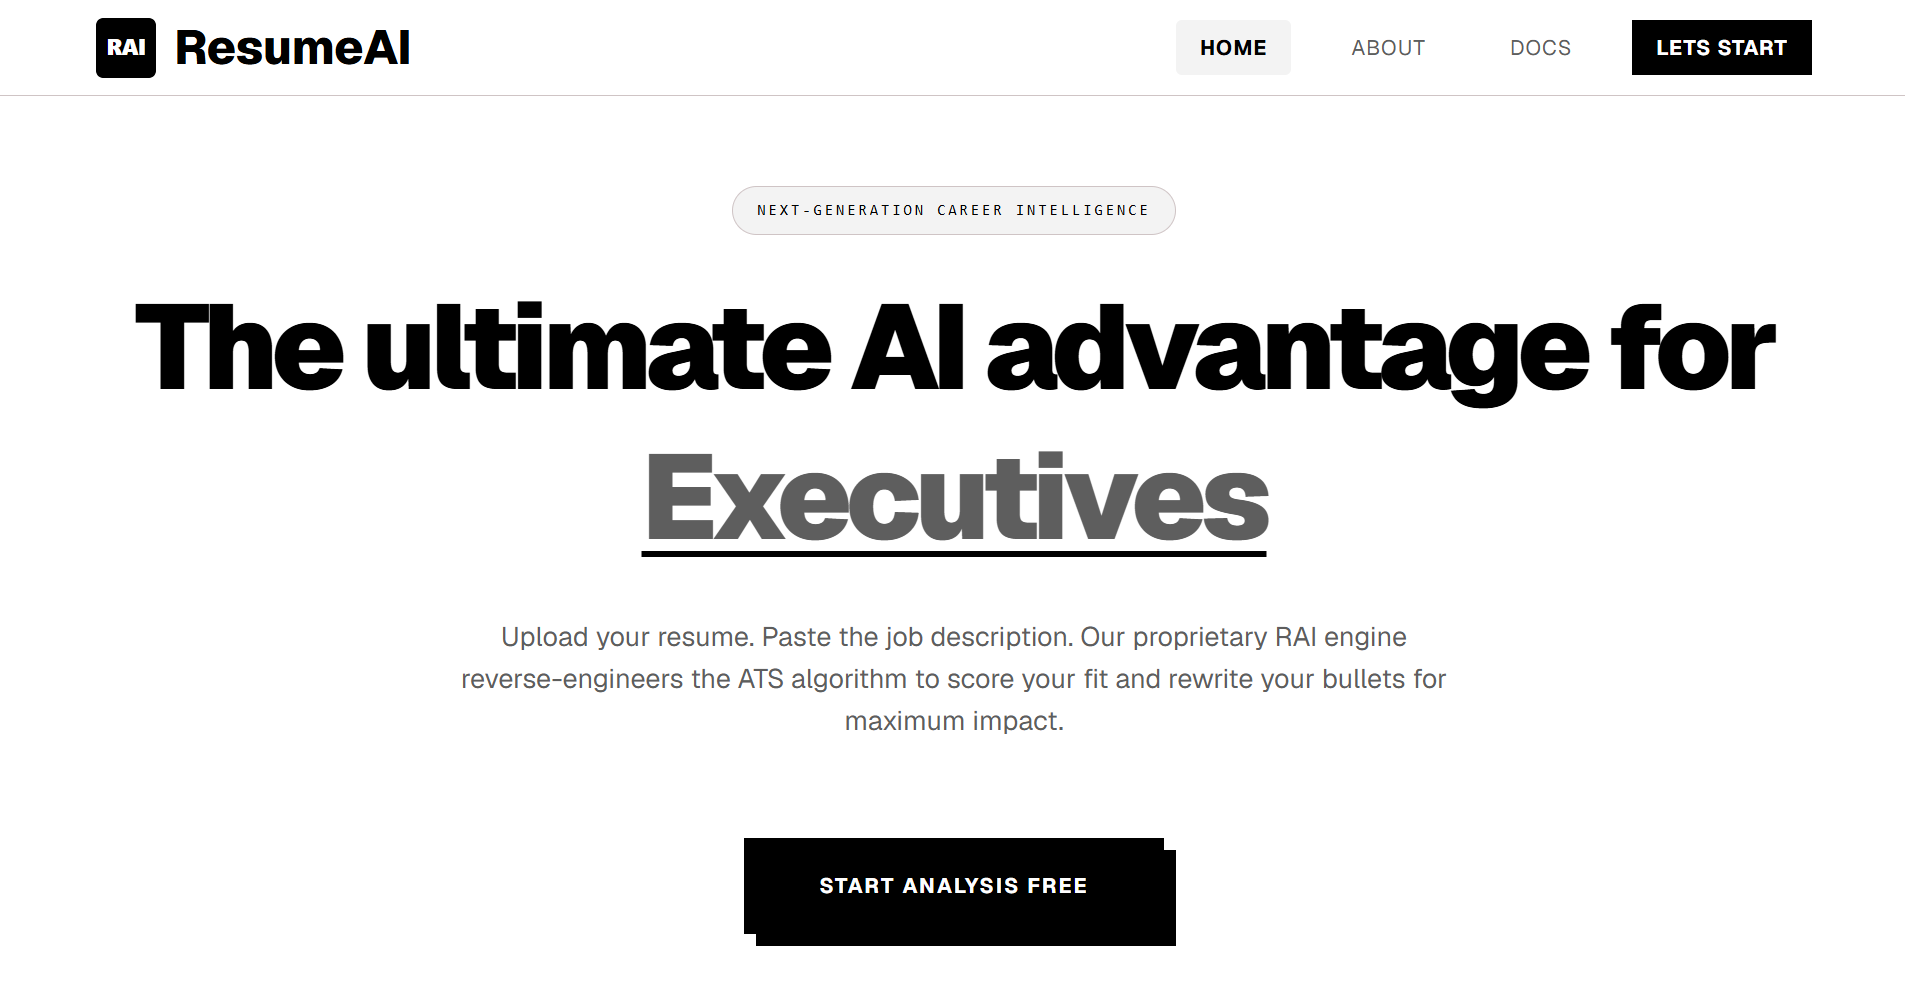 RAI ResumeAI HOME ABOUT DOCS LETS START
NEXT-GENERATION CAREER INTELLIGENCE
The ultimate AI advantage for
Executives
Upload your resume. Paste the job description. Our proprietary RAI engine
reverse-engineers the ATS algorithm to score your fit and rewrite your bullets for
maximum impact.
START ANALYSIS FREE